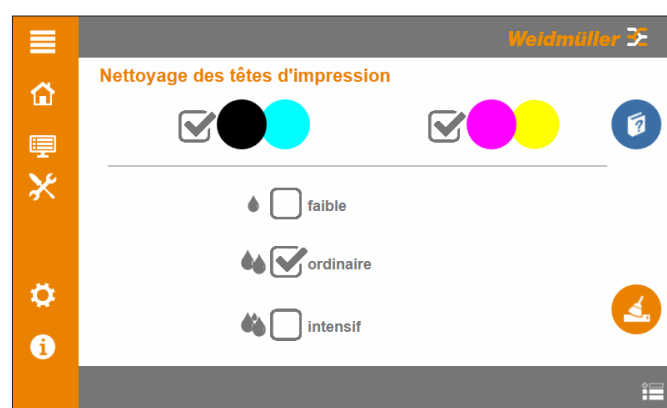 Weidmüller
Nettoyage des têtes d'impression
faible
ordinaire
intensif